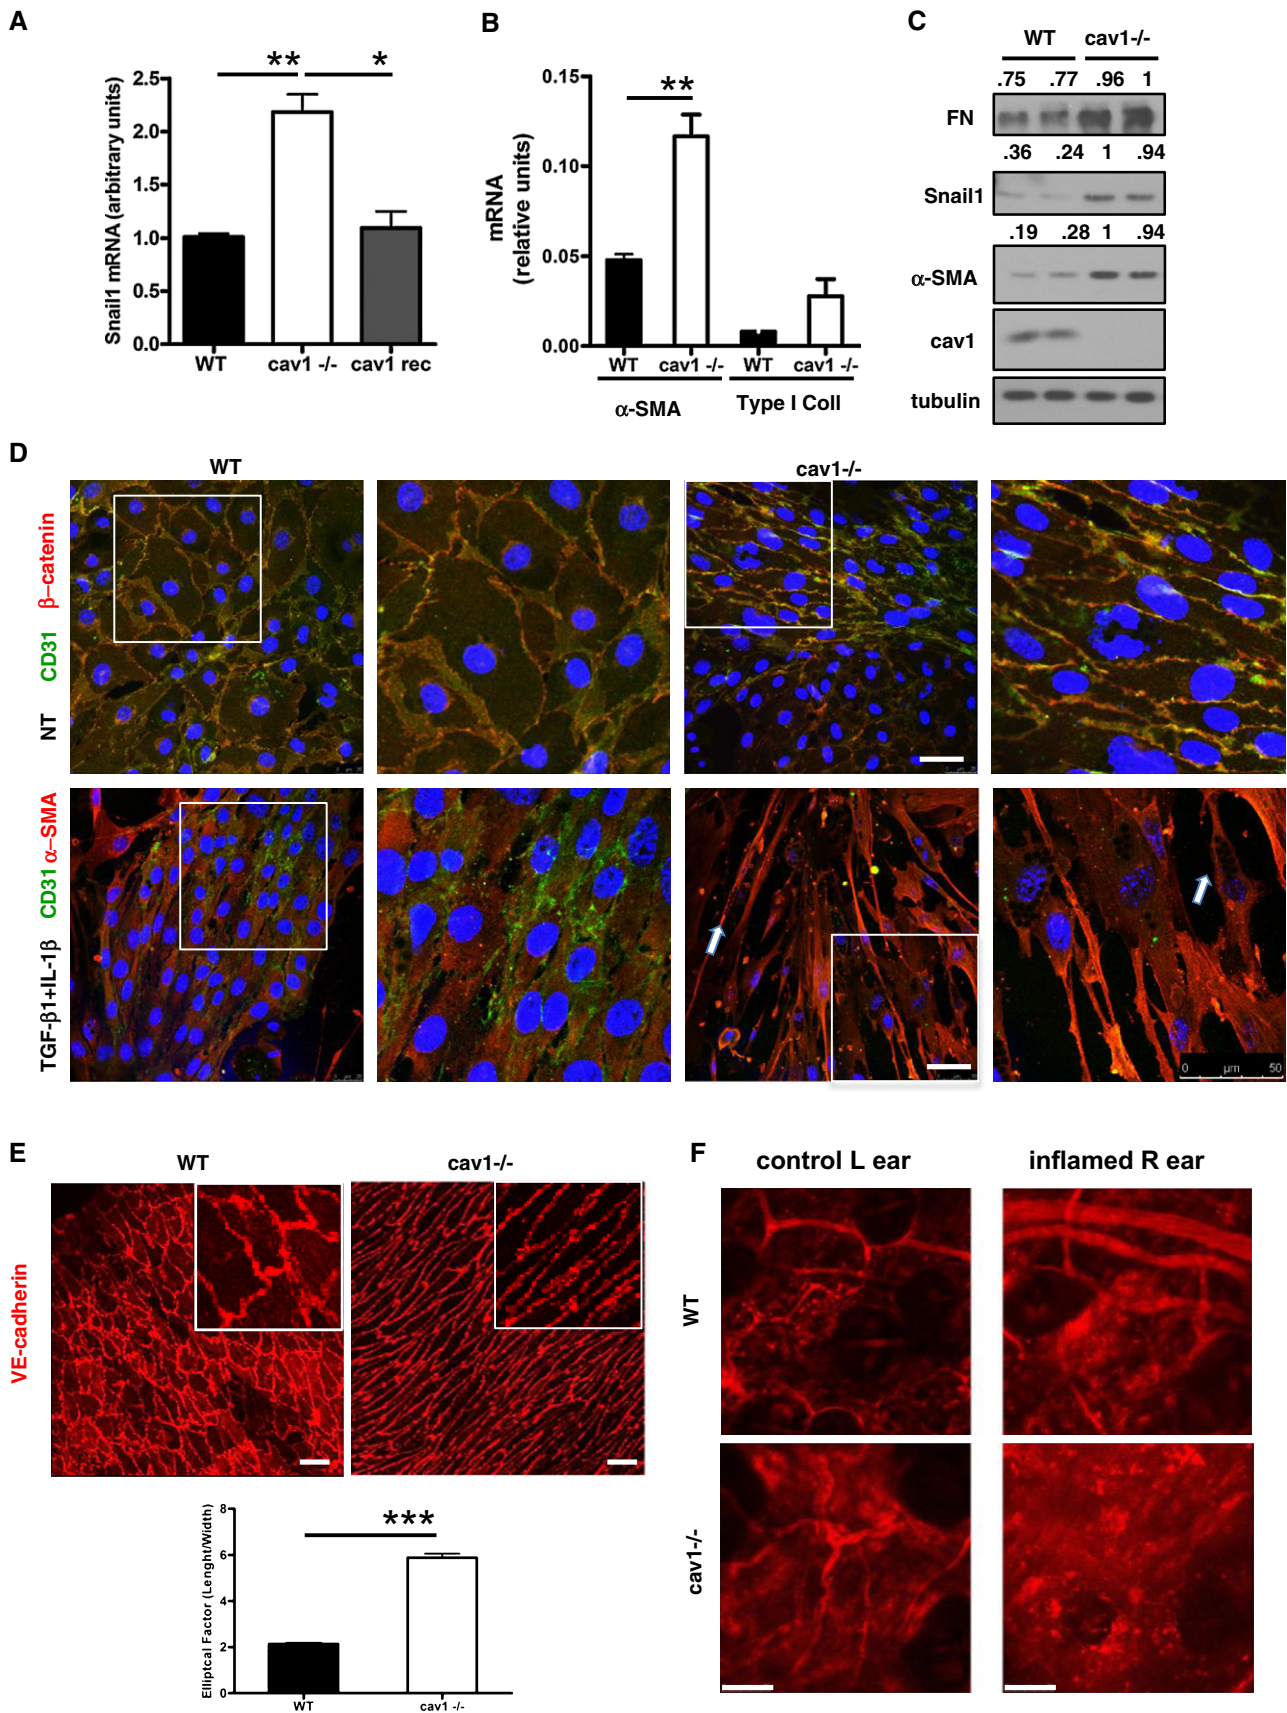 A
Snail1 mRNA (arbitrary units)
2.5
2.0
1.5
1.0
0.5
0.0
**
*
WT
cav1 -/-
cav1 rec
B
mRNA
(relative units)
0.15
0.10
0.05
0.00
**
WT
cav1 -/-
WT
cav1 -/-
α-SMA
Type I Coll
C
WT
cav1-/-
.75 .77 .96 1
FN
.36 .24 1 .94
Snail1
.19 .28 1 .94
α-SMA
cav1
tubulin
D
WT
cav1-/-
NT CD31 β–catenin
TGF-β1+IL-1β CD31 α–SMA
0 µm 50
E
WT
cav1-/-
VE-cadherin
Elliptcal Factor (Lenght/Width)
8
6
4
2
0
***
WT
cav1 -/-
F
control L ear
inflamed R ear
WT
cav1-/-